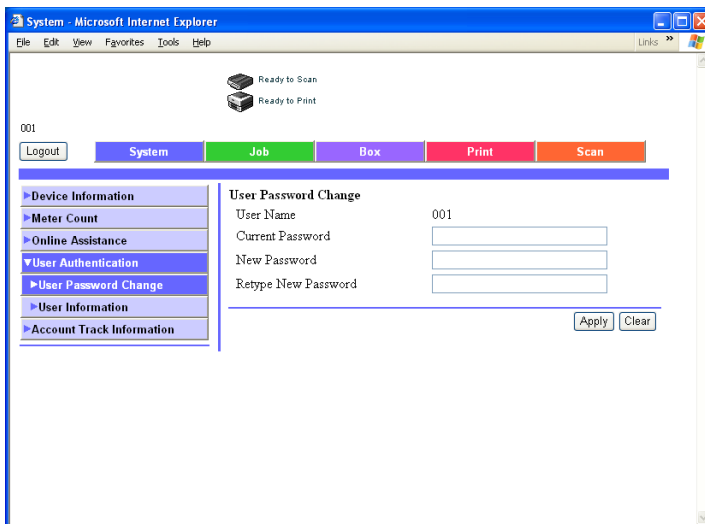 System - Microsoft Internet Explorer
File Edit View Favorites Tools Help Links »
Ready to Scan
Ready to Print
001
Logout System Job Box Print Scan
Device Information
Meter Count
Online Assistance
User Authentication
User Password Change
User Information
Account Track Information
User Password Change
User Name 001
Current Password
New Password
Retype New Password
Apply Clear